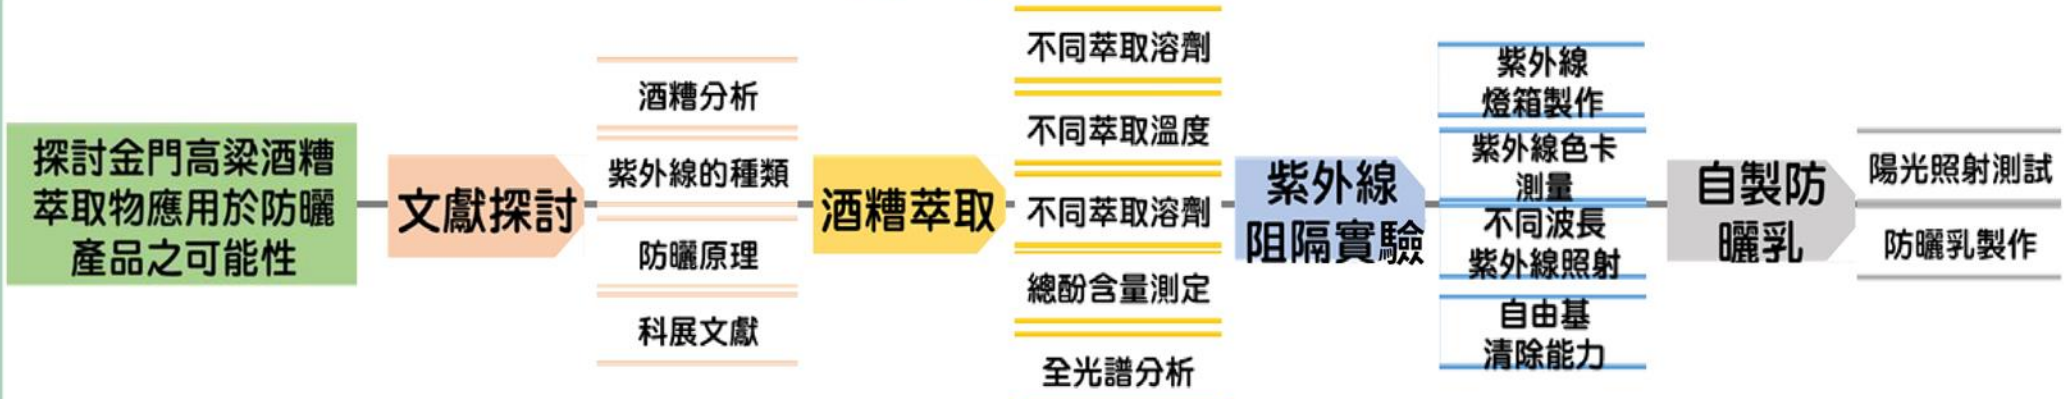 探討金門高粱酒糟
萃取物應用於防曬
產品之可能性
文獻探討
酒糟分析
紫外線的種類
防曬原理
科展文獻
酒糟萃取
不同萃取溶劑
不同萃取溫度
不同萃取溶劑
總酚含量測定
全光譜分析
紫外線
阻隔實驗
紫外線
燈箱製作
紫外線色卡
測量
不同波長
紫外線照射
自由基
清除能力
自製防
曬乳
陽光照射測試
防曬乳製作